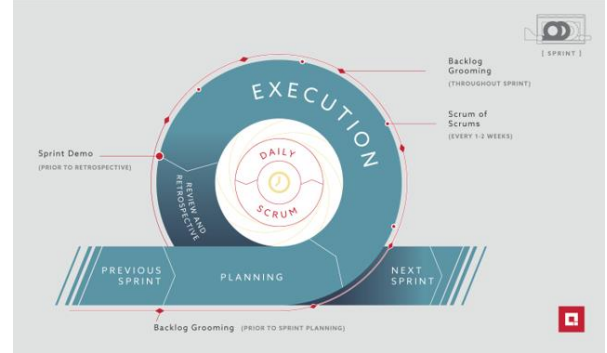 [ SPRINT ]
EXECUTION
Backlog
Grooming
(THROUGHOUT SPRINT)
Scrum of
Scrums
(EVERY 1-2 WEEKS)
DAILY
SCRUM
Sprint Demo
(PRIOR TO RETROSPECTIVE)
REVIEW AND
RETROSPECTIVE
PREVIOUS
SPRINT
PLANNING
NEXT
SPRINT
Backlog Grooming (PRIOR TO SPRINT PLANNING)